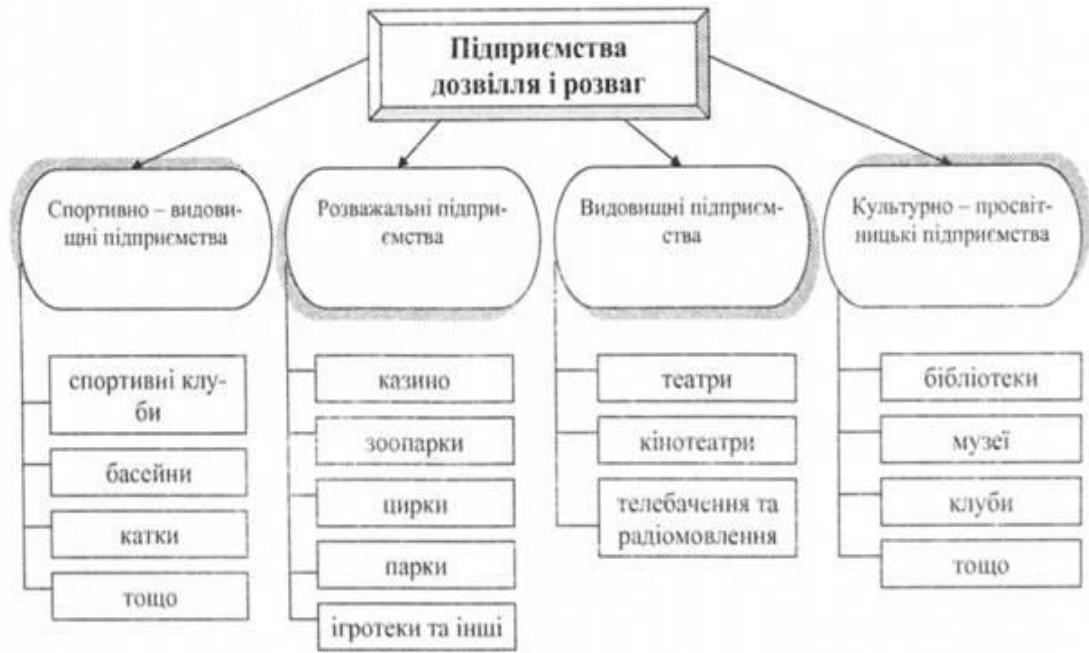 Підприємства
дозвілля і розваг
Спортивно – видови-
щні підприємства
спортивні клу-
би
басейни
катки
тощо
Розважальні підпри-
ємства
казино
зоопарки
цирки
парки
ігротеки та інші
Видовищні підприєм-
ства
театри
кінотеатри
телебачення та
радіомовлення
Культурно – просвіт-
ницькі підприємства
бібліотеки
музеї
клуби
тощо